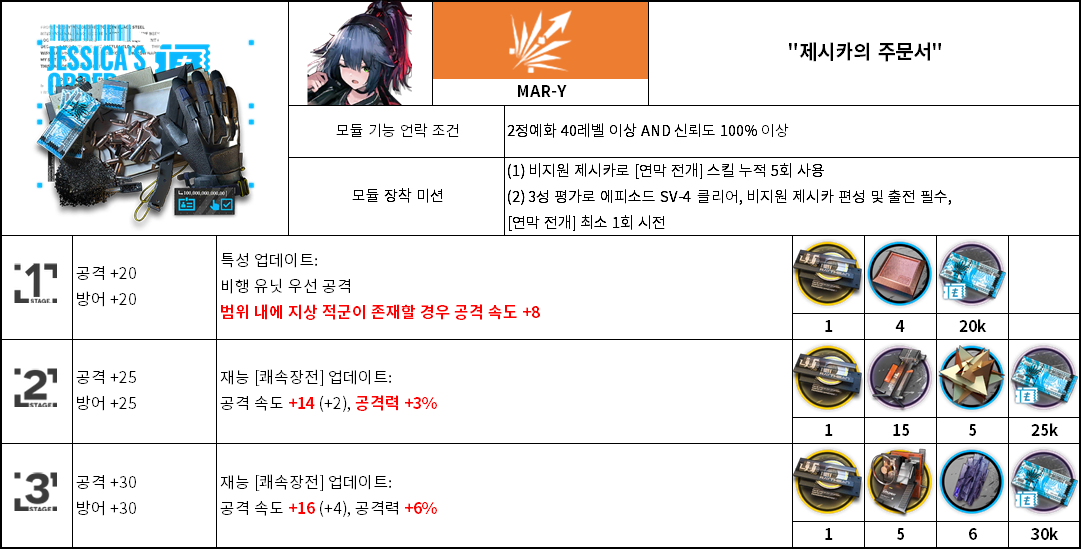 JESSICA'S
"제시카의 주문서"
MAR-Y
모듈 기능 언락 조건
2정예화 40레벨 이상 AND 신뢰도 100% 이상
모듈 장착 미션
(1) 비지원 제시카로 [연막 전개] 스킬 누적 5회 사용
(2) 3성 평가로 에피소드 SV-4 클리어, 비지원 제시카 편성 및 출전 필수,
[연막 전개] 최소 1회 시전
100,000,000,000.00
1
STAGE
공격 +20
방어 +20
특성 업데이트:
비행 유닛 우선 공격
범위 내에 지상 적군이 존재할 경우 공격 속도 +8
1
4
20k
2
STAGE
공격 +25
방어 +25
재능 [쾌속장전] 업데이트:
공격 속도 +14 (+2), 공격력 +3%
1
15
5
25k
3
STAGE
공격 +30
방어 +30
재능 [쾌속장전] 업데이트:
공격 속도 +16 (+4), 공격력 +6%
1
5
6
30k